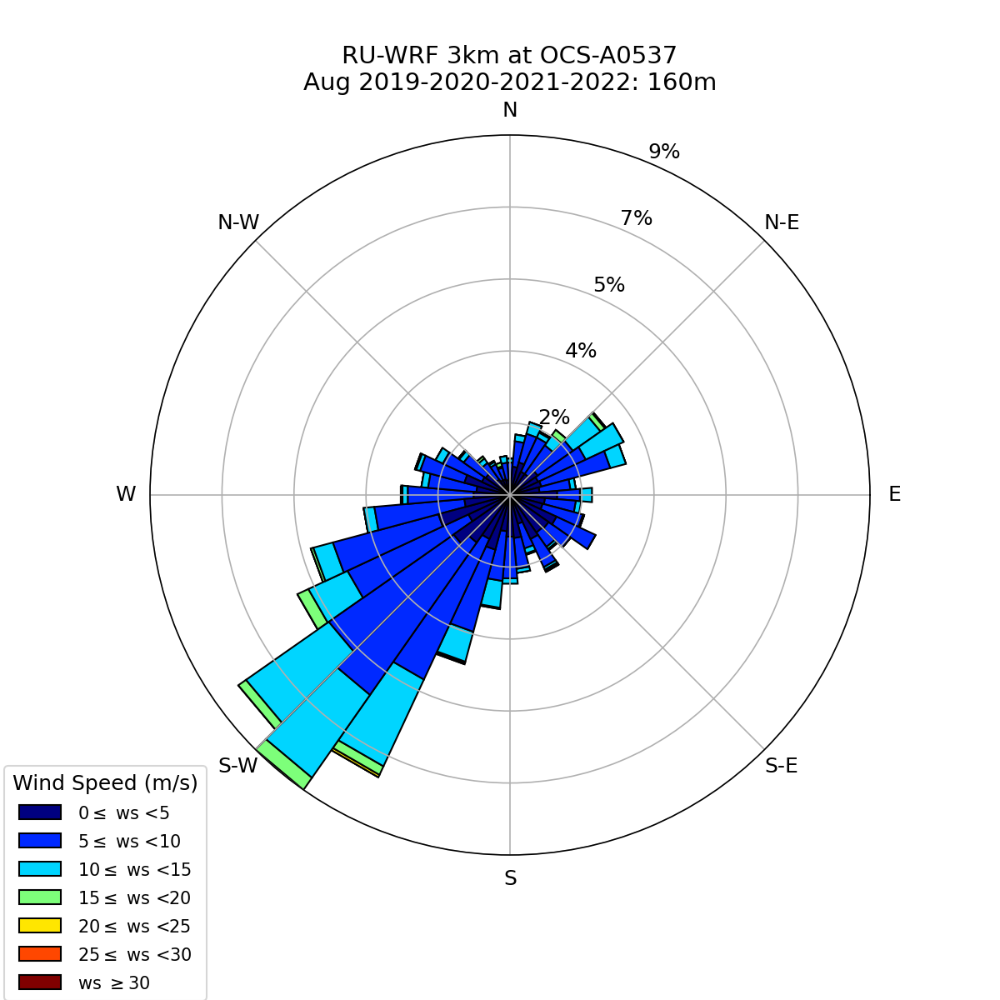 RU-WRF 3km at OCS-A0537
Aug 2019-2020-2021-2022: 160m
N
9%
N-W
7%
N-E
5%
4%
2%
W
E
S-W
S-E
S
Wind Speed (m/s)
0≤ ws <5
5≤ ws <10
10≤ ws <15
15≤ ws <20
20≤ ws <25
25≤ ws <30
ws ≥30